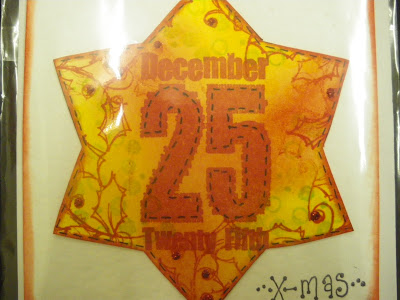 December
25
Twenty Fifth
..x-mas..